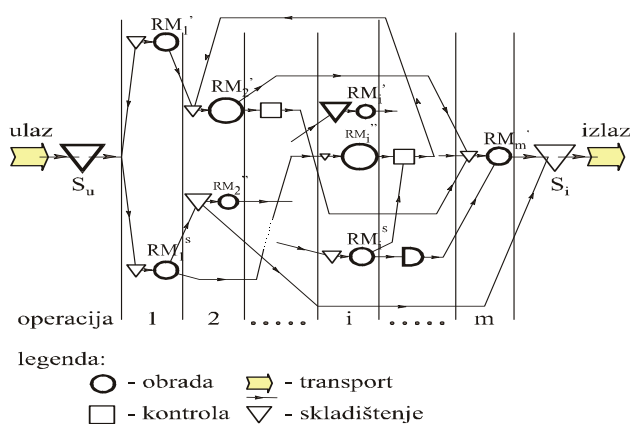 RM1'
RM2' RMi'
ulaz RMi'' RMm' izlaz
Su RM2'' Si
RM1s RMis
operacija 1 2 ..... i ..... m
legenda:
- obrada - transport
- kontrola - skladištenje